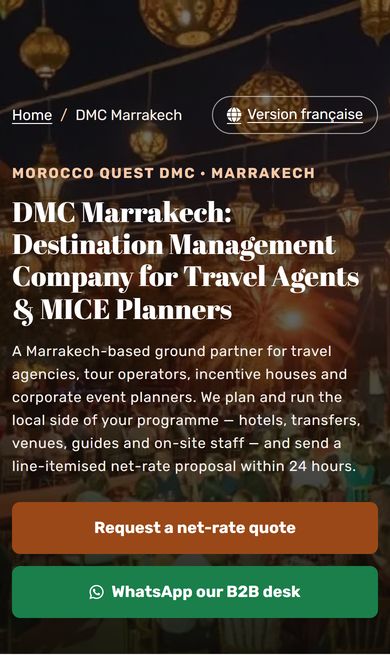 Home / DMC Marrakech
Version française
MOROCCO QUEST DMC • MARRAKECH
DMC Marrakech:
Destination Management
Company for Travel Agents
& MICE Planners
A Marrakech-based ground partner for travel
agencies, tour operators, incentive houses and
corporate event planners. We plan and run the
local side of your programme — hotels, transfers,
venues, guides and on-site staff — and send a
line-itemised net-rate proposal within 24 hours.
Request a net-rate quote
WhatsApp our B2B desk